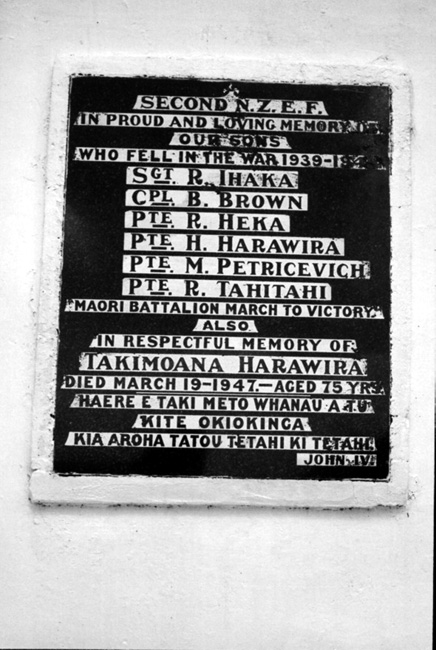 SECOND N.Z.E.F.
IN PROUD AND LOVING MEMORY OF
OUR SONS
WHO FELL IN THE WAR 1939-19
SGT. R. IHAKA
CPL. B. BROWN
PTE. R. HEKA
PTE. H. HARAWIRA
PTE. M. PETRICEVICH
PTE. R. TAHITAHI
"MAORI BATTALION MARCH TO VICTORY"
ALSO
IN RESPECTFUL MEMORY OF
TAKIMOANA HARAWIRA
DIED MARCH 19-1947.—AGED 75 YRS
HAERE E TAKI ME TO WHANAU A TU
KITE OKIOKINGA
KIA AROHA TATOU TETAHI KI TETAHI
JOHN. IV